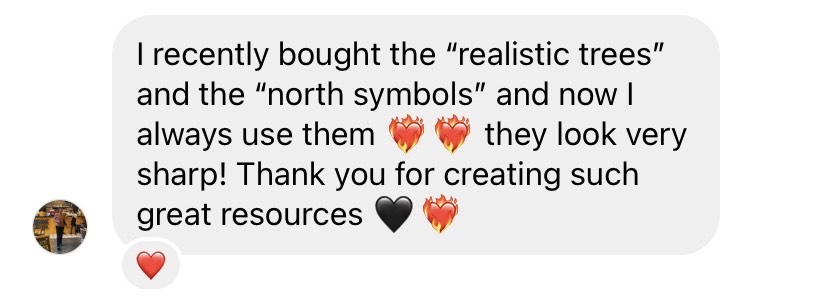 I recently bought the “realistic trees”
and the “north symbols” and now I
always use them ❤️‍🔥 ❤️‍🔥 they look very
sharp! Thank you for creating such
great resources 🖤 ❤️‍🔥